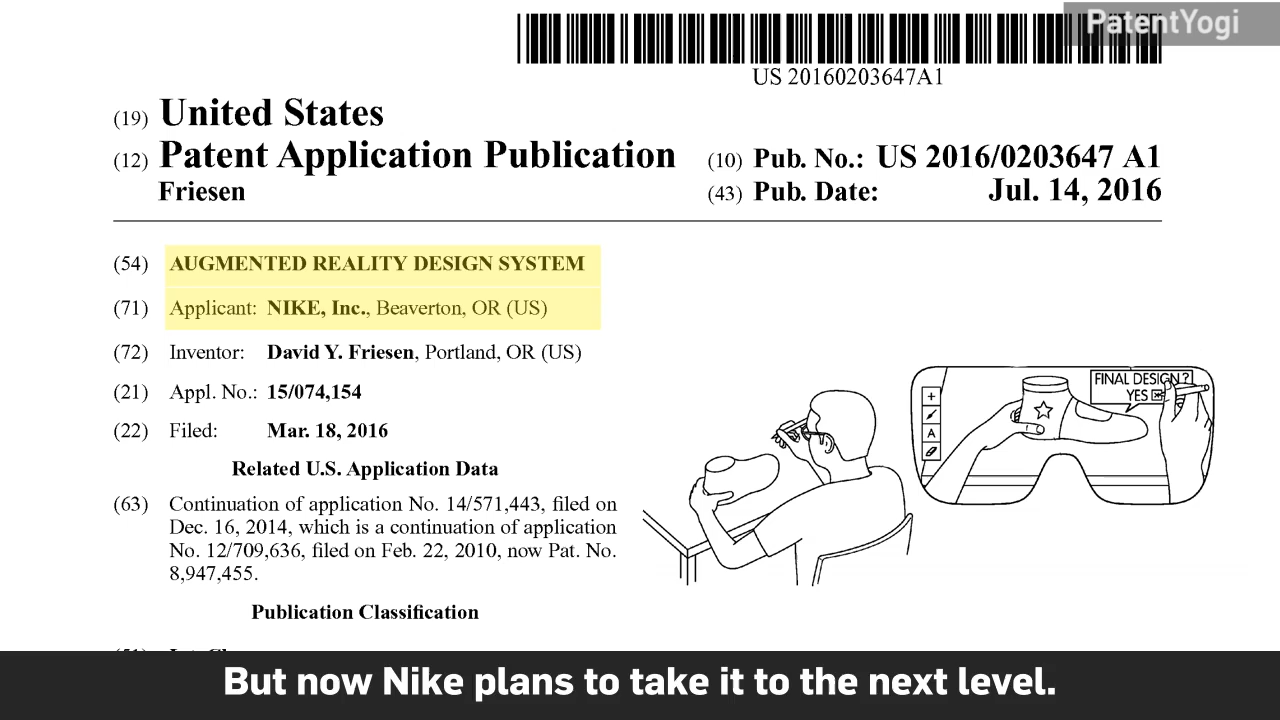 PatentYogi
US 20160203647A1
(19) United States
(12) Patent Application Publication
Friesen
(10) Pub. No.: US 2016/0203647 A1
(43) Pub. Date: Jul. 14, 2016
(54) AUGMENTED REALITY DESIGN SYSTEM
(71) Applicant: NIKE, Inc., Beaverton, OR (US)
(72) Inventor: David Y. Friesen, Portland, OR (US)
(21) Appl. No.: 15/074,154
(22) Filed: Mar. 18, 2016
Related U.S. Application Data
(63) Continuation of application No. 14/571,443, filed on
Dec. 16, 2014, which is a continuation of application
No. 12/709,636, filed on Feb. 22, 2010, now Pat. No.
8,947,455.
Publication Classification
FINAL DESIGN?
YES
A
But now Nike plans to take it to the next level.